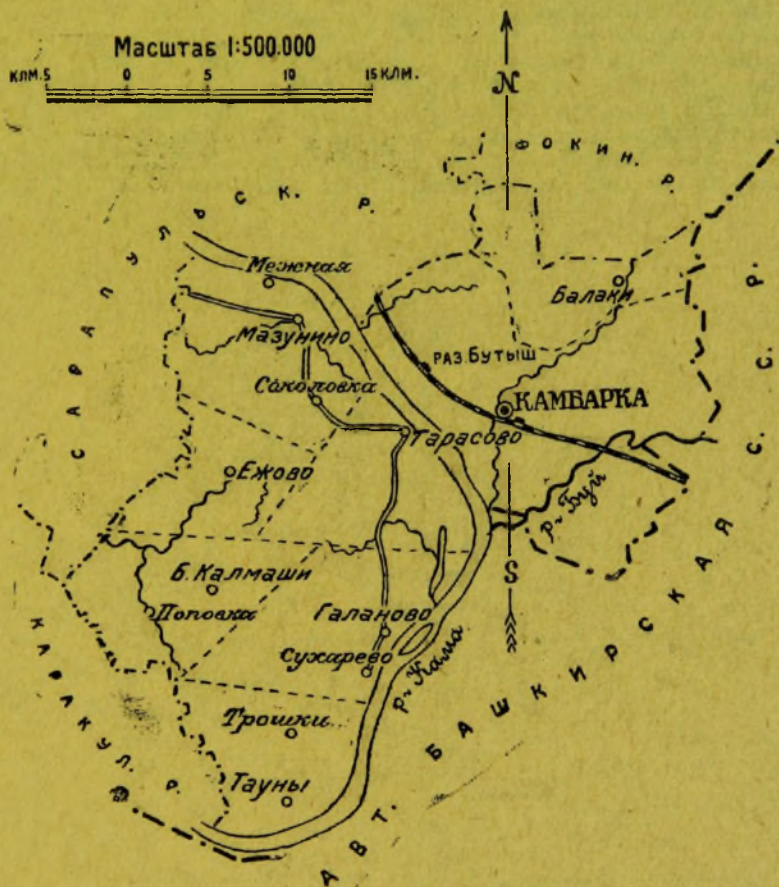 Масштаб 1:500.000
КЛМ. 5 0 5 10 15 КЛМ.
N
ФОКИН. Р.
САРАПУЛЬСК. Р.
Межная
Балаки
Мазунино
РАЗ. БУТЫШ
Соколовка
КАМБАРКА
Тарасово
Ежово
р. Буй
S
Б. Калмаши
Поповка
Галаново
Сухарево
р. Кама
КАРАКУЛ. Р.
Трошки
Тауны
АВТ. БАШКИРСКАЯ С. С. Р.